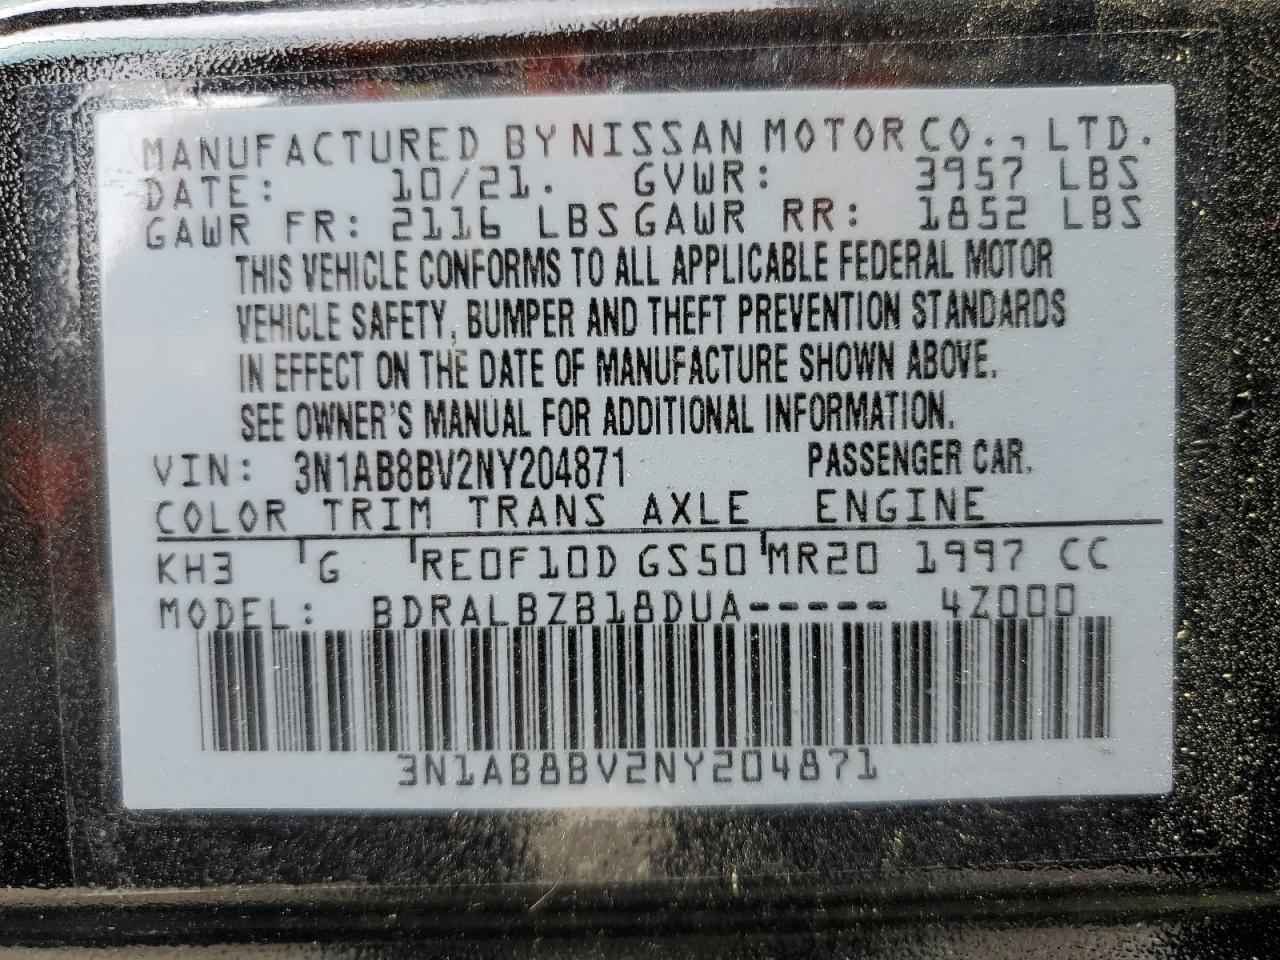 MANUFACTURED BY NISSAN MOTOR CO., LTD.
DATE: 10/21. GVWR: 3957 LBS
GAWR FR: 2116 LBS GAWR RR: 1852 LBS
THIS VEHICLE CONFORMS TO ALL APPLICABLE FEDERAL MOTOR
VEHICLE SAFETY, BUMPER AND THEFT PREVENTION STANDARDS
IN EFFECT ON THE DATE OF MANUFACTURE SHOWN ABOVE.
SEE OWNER'S MANUAL FOR ADDITIONAL INFORMATION.
VIN: 3N1AB8BV2NY204871 PASSENGER CAR.
COLOR TRIM TRANS AXLE ENGINE
KH3 G RE0F10D GS50 MR20 1997 CC
MODEL: BDRALBZB18DUA----- 4Z000
3N1AB8BV2NY204871